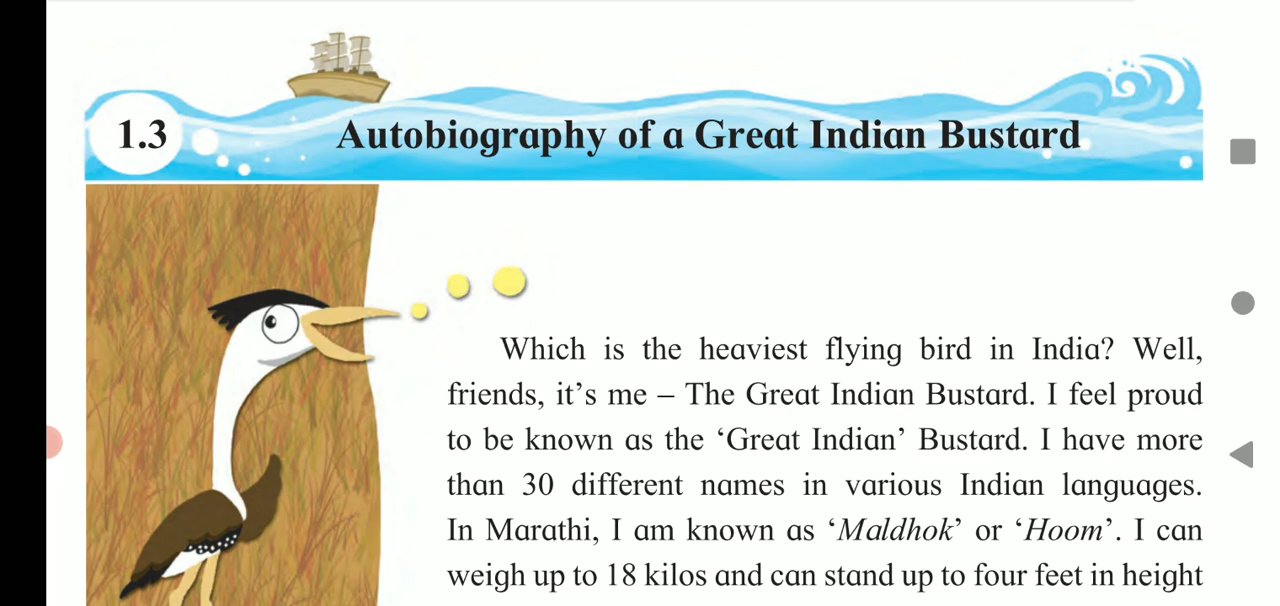 1.3
Autobiography of a Great Indian Bustard
Which is the heaviest flying bird in India? Well,
friends, it's me – The Great Indian Bustard. I feel proud
to be known as the ‘Great Indian’ Bustard. I have more
than 30 different names in various Indian languages.
In Marathi, I am known as ‘Maldhok’ or ‘Hoom’. I can
weigh up to 18 kilos and can stand up to four feet in height